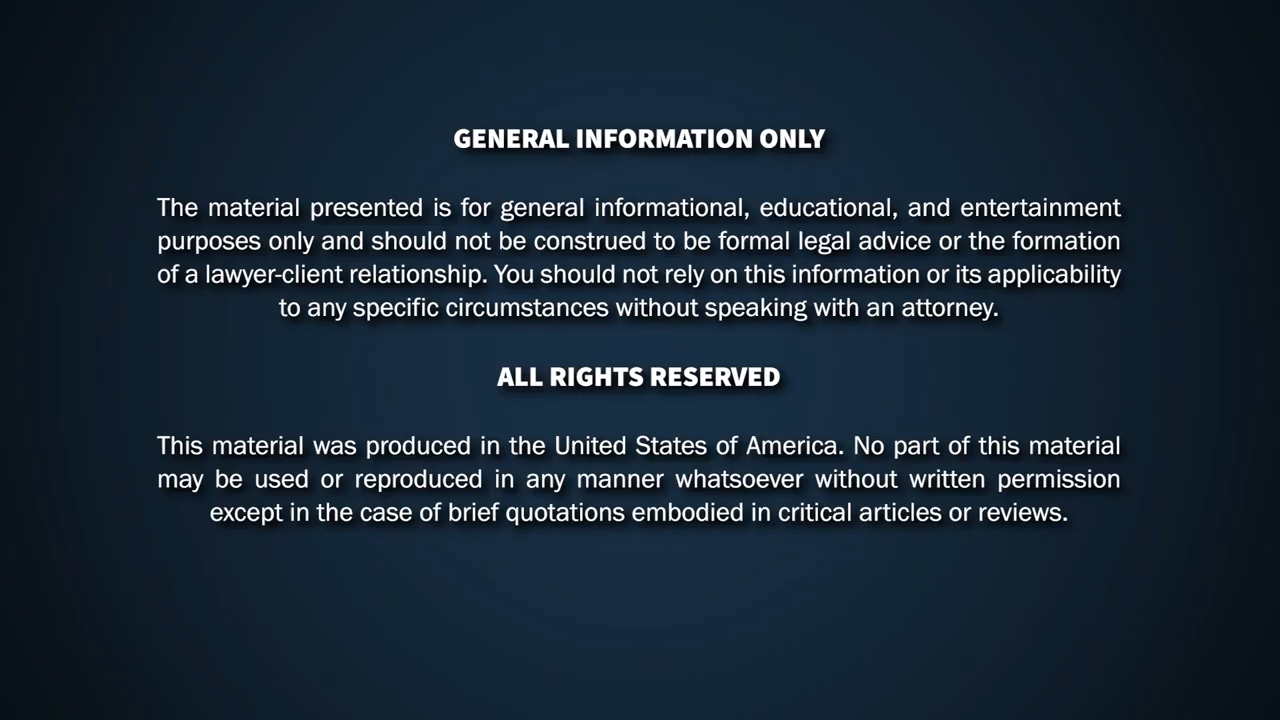 GENERAL INFORMATION ONLY
The material presented is for general informational, educational, and entertainment
purposes only and should not be construed to be formal legal advice or the formation
of a lawyer-client relationship. You should not rely on this information or its applicability
to any specific circumstances without speaking with an attorney.
ALL RIGHTS RESERVED
This material was produced in the United States of America. No part of this material
may be used or reproduced in any manner whatsoever without written permission
except in the case of brief quotations embodied in critical articles or reviews.